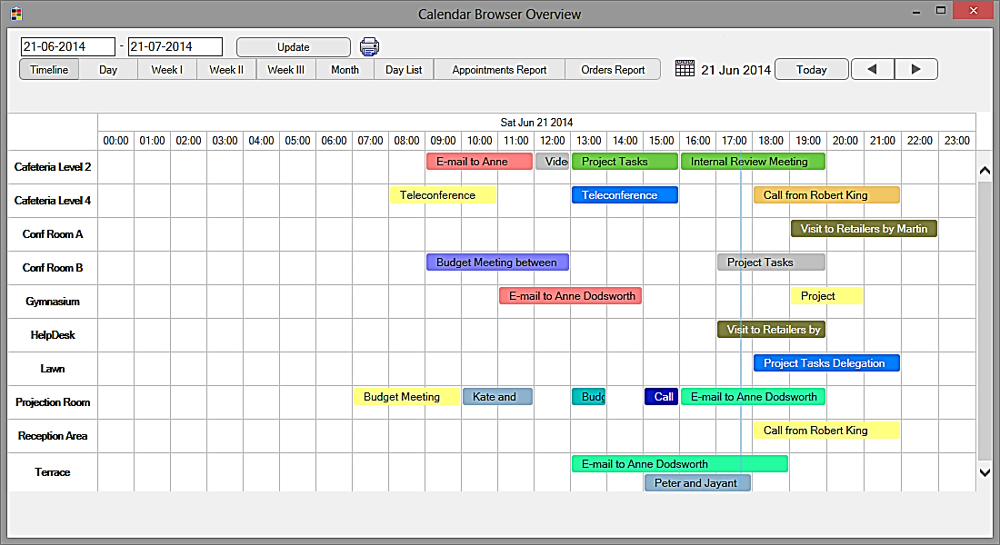 Calendar Browser Overview
21-06-2014 - 21-07-2014 Update
Timeline Day Week I Week II Week III Month Day List Appointments Report Orders Report 21 Jun 2014 Today
Sat Jun 21 2014
00:00 01:00 02:00 03:00 04:00 05:00 06:00 07:00 08:00 09:00 10:00 11:00 12:00 13:00 14:00 15:00 16:00 17:00 18:00 19:00 20:00 21:00 22:00 23:00
Cafeteria Level 2 E-mail to Anne Vide Project Tasks Internal Review Meeting
Cafeteria Level 4 Teleconference Teleconference Call from Robert King
Conf Room A Visit to Retailers by Martin
Conf Room B Budget Meeting between Project Tasks
Gymnasium E-mail to Anne Dodsworth Project
HelpDesk Visit to Retailers by
Lawn Project Tasks Delegation
Projection Room Budget Meeting Kate and Budg Call E-mail to Anne Dodsworth
Reception Area Call from Robert King
Terrace E-mail to Anne Dodsworth
Peter and Jayant